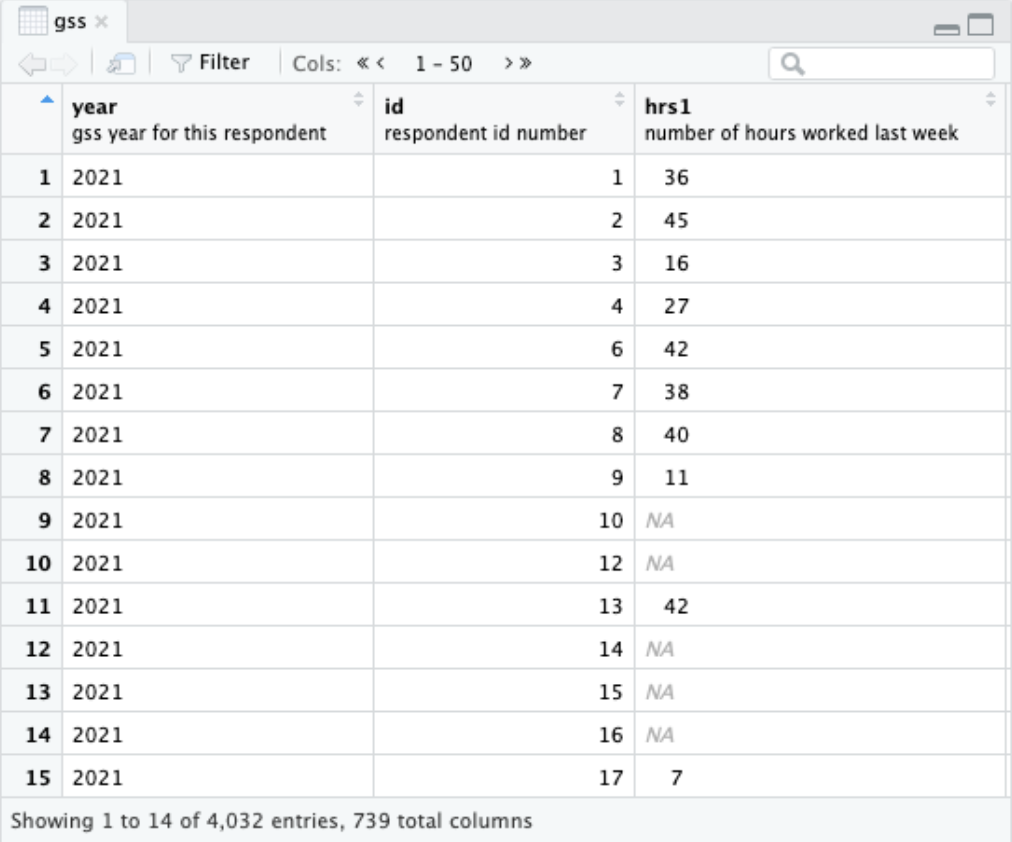 gss ×
Filter Cols: « < 1 - 50 > »
year id hrs1
gss year for this respondent respondent id number number of hours worked last week
1 2021 1 36
2 2021 2 45
3 2021 3 16
4 2021 4 27
5 2021 6 42
6 2021 7 38
7 2021 8 40
8 2021 9 11
9 2021 10 NA
10 2021 12 NA
11 2021 13 42
12 2021 14 NA
13 2021 15 NA
14 2021 16 NA
15 2021 17 7
Showing 1 to 14 of 4,032 entries, 739 total columns